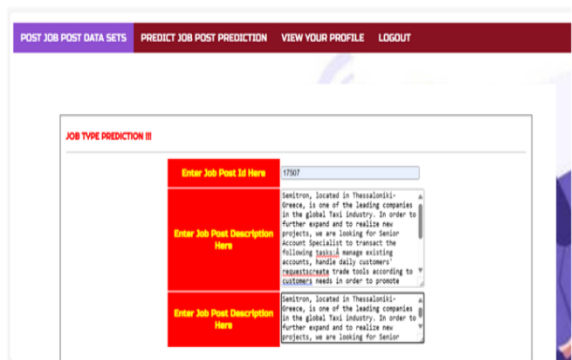 POST JOB POST DATA SETS PREDICT JOB POST PREDICTION VIEW YOUR PROFILE LOGOUT
JOB TYPE PREDICTION !!!
Enter Job Post Id Here 17507
Semitron, located in Thessaloniki-
Greece, is one of the leading companies
in the global Taxi industry. In order to
further expand and to realize new
projects, we are looking for Senior
Enter Job Post Description Here
Account Specialist to transact the
following tasks:Â manage existing
accounts, handle daily customers'
requestscreate trade tools according to
customers needs in order to promote
Semitron, located in Thessaloniki-
Greece, is one of the leading companies
Enter Job Post Description Here
in the global Taxi industry. In order to
further expand and to realize new
projects, we are looking for Senior